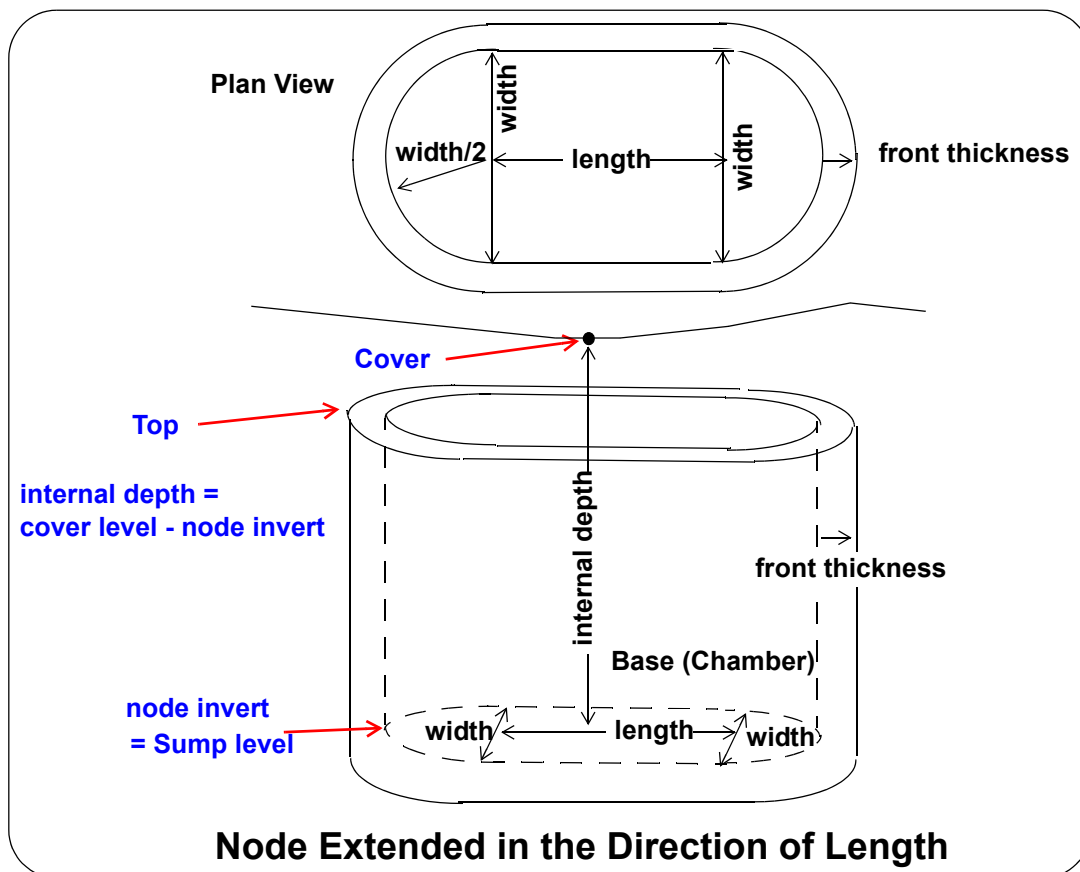 Plan View
width
width/2
length
width
front thickness
Cover
Top
internal depth =
cover level - node invert
internal depth
front thickness
Base (Chamber)
node invert
= Sump level
width
length
width
Node Extended in the Direction of Length